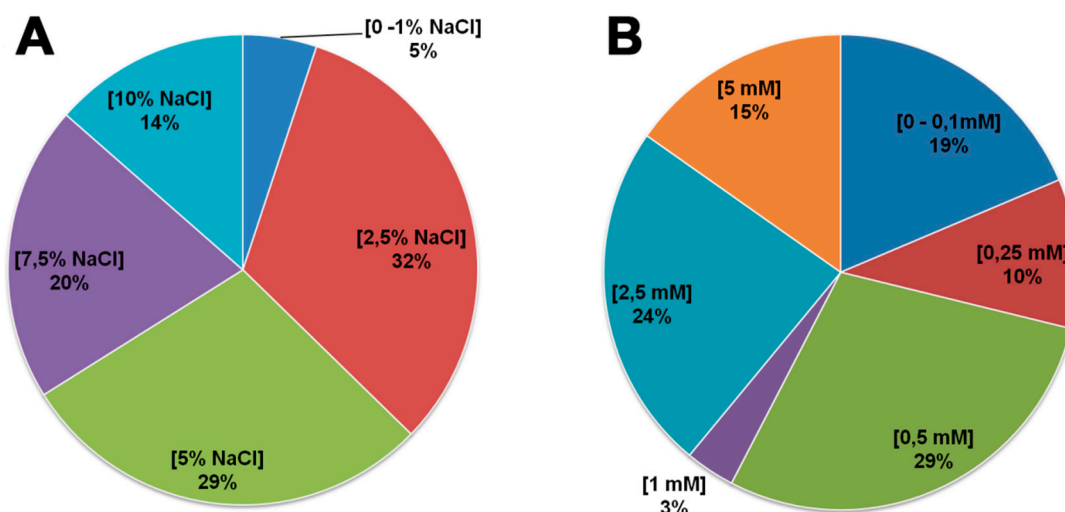 A
[0 -1% NaCl]
5%
[2,5% NaCl]
32%
[5% NaCl]
29%
[7,5% NaCl]
20%
[10% NaCl]
14%
B
[0 - 0,1mM]
19%
[0,25 mM]
10%
[0,5 mM]
29%
[1 mM]
3%
[2,5 mM]
24%
[5 mM]
15%